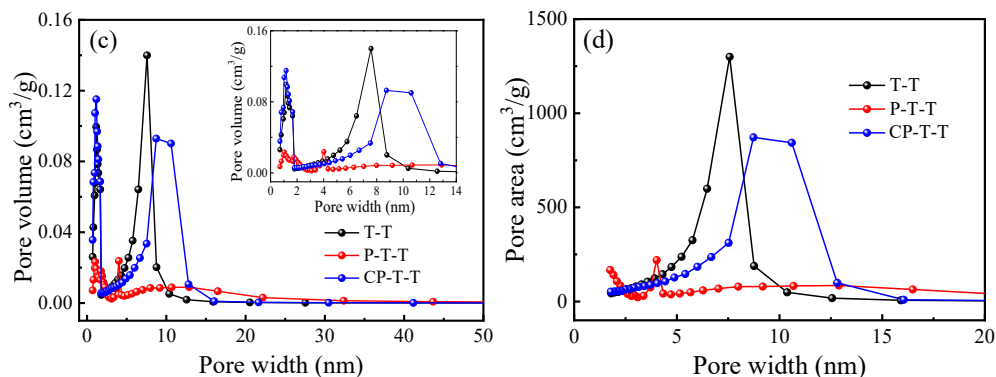 (c)
Pore volume (cm³/g)
0.16
0.12
0.08
0.04
0.00
0 10 20 30 40 50
Pore width (nm)
Pore volume (cm³/g)
0.16
0.08
0.00
0 2 4 6 8 10 12 14
Pore width (nm)
T-T
P-T-T
CP-T-T
(d)
Pore area (cm³/g)
1500
1000
500
0
0 5 10 15 20
Pore width (nm)
T-T
P-T-T
CP-T-T